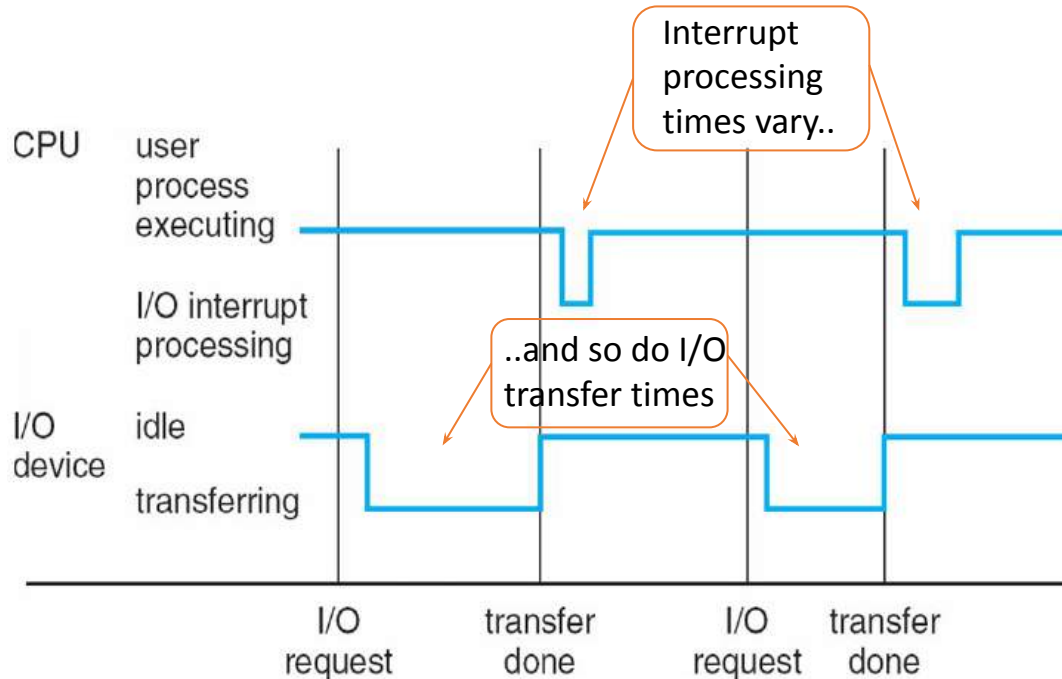 Interrupt
processing
times vary..
CPU user
process
executing
I/O interrupt
processing
..and so do I/O
transfer times
I/O idle
device
transferring
I/O transfer I/O transfer
request done request done